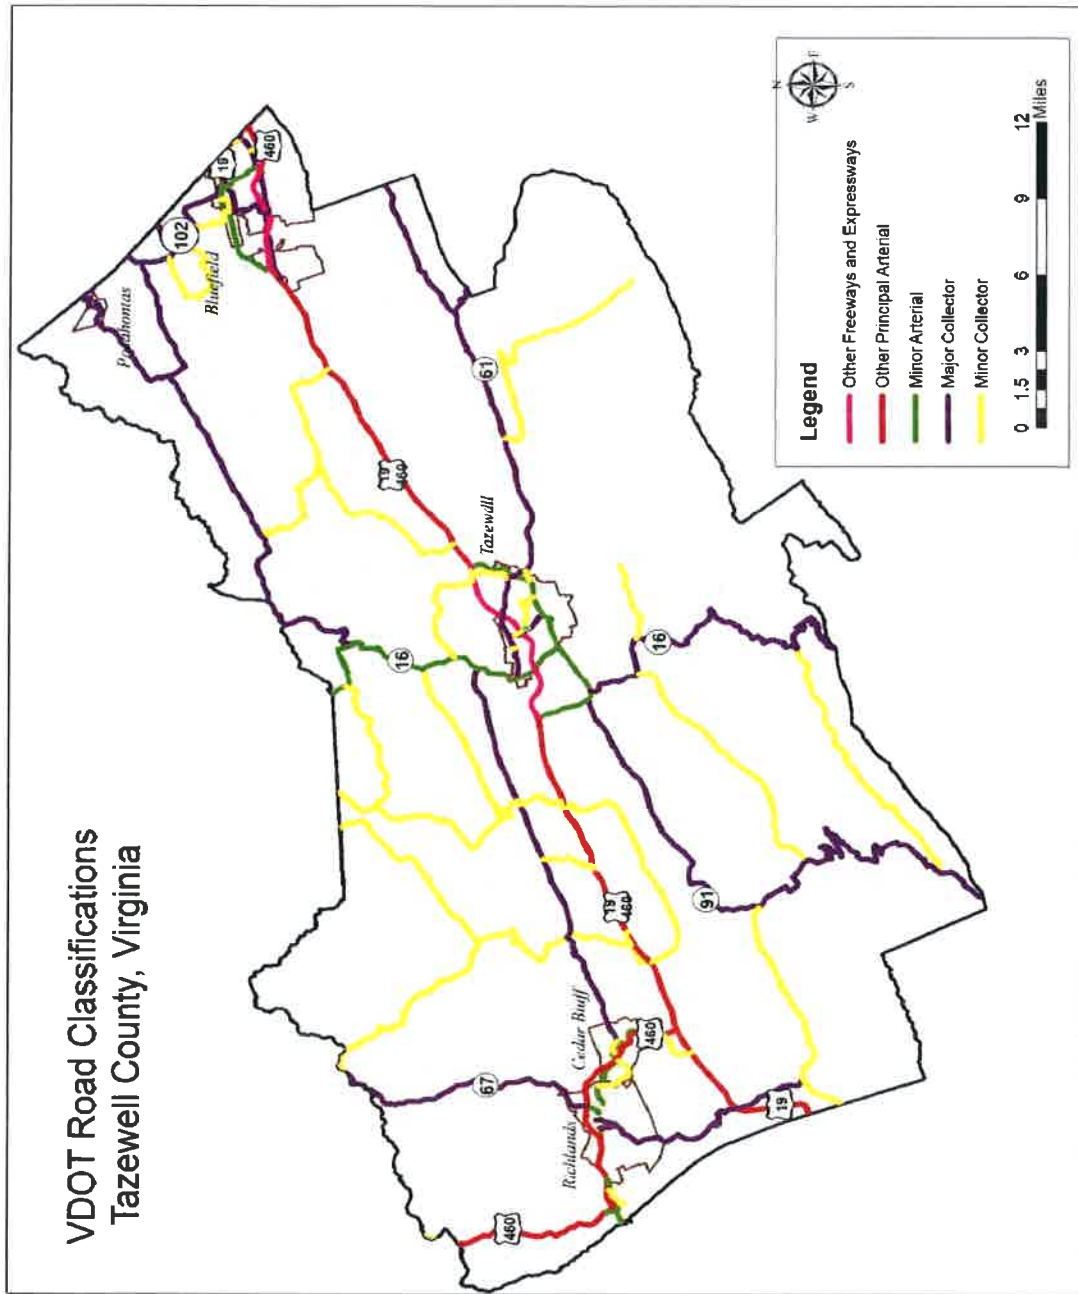 VDOT Road Classifications
Tazewell County, Virginia
Pocahontas
102
Bluefield
19
460
19
460
61
Tazewell
16
16
19
460
91
Cedar Bluff
460
67
Richlands
19
460
Legend
Other Freeways and Expressways
Other Principal Arterial
Minor Arterial
Major Collector
Minor Collector
N
W
E
S
0 1.5 3 6 9 12
Miles